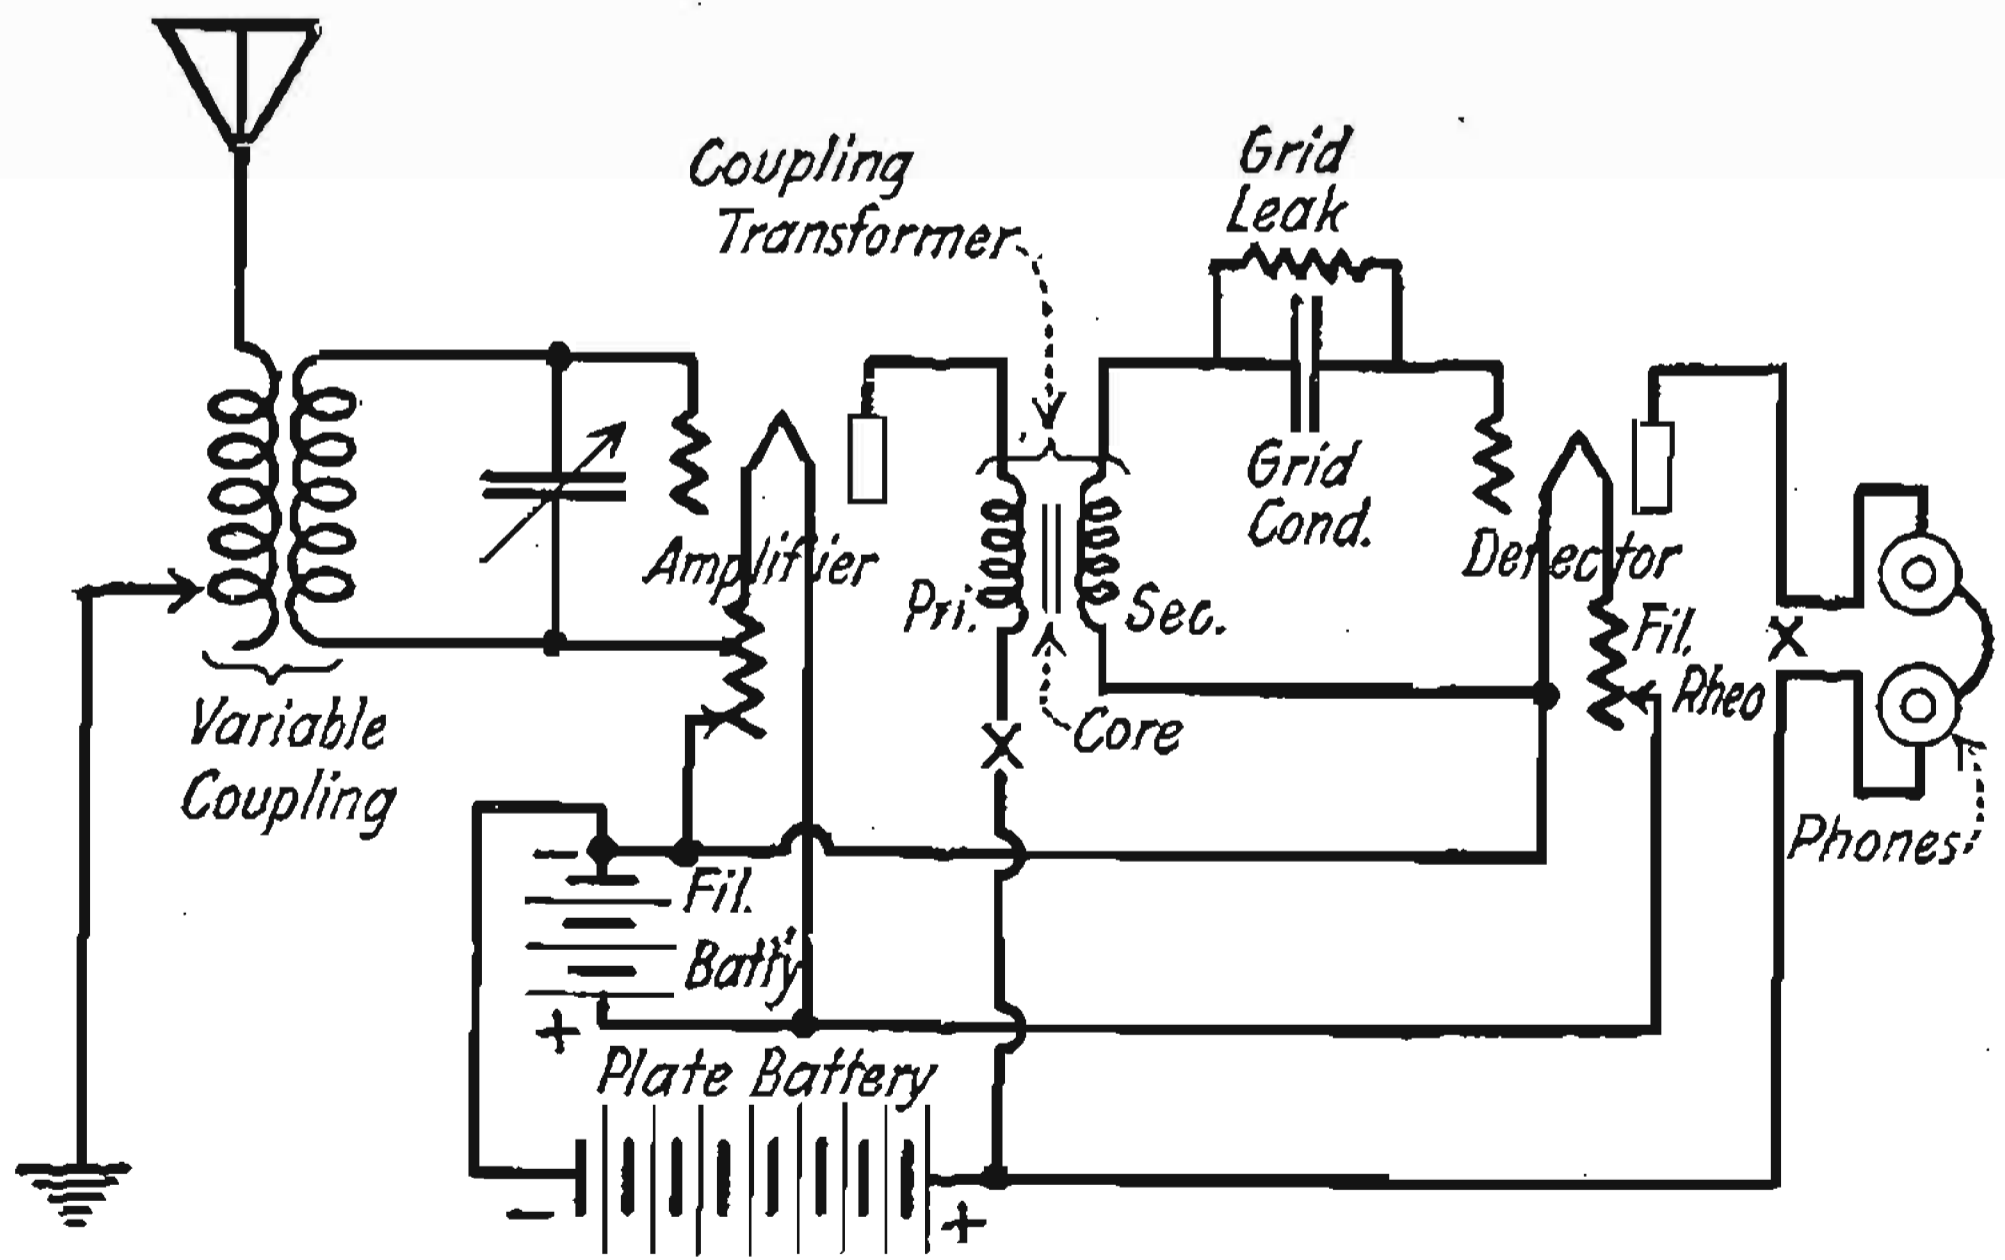 Coupling
Transformer
Grid
Leak
Grid
Cond.
Amplifier
Detector
Pri.
Sec.
Fil.
Rheo
X
Variable
Coupling
X
Core
Phones
−
Fil.
Batt'y
+
Plate Battery
−
+